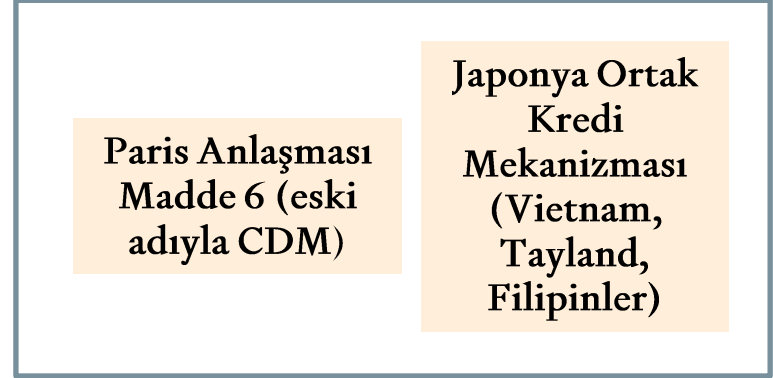 Paris Anlaşması
Madde 6 (eski
adıyla CDM)
Japonya Ortak
Kredi
Mekanizması
(Vietnam,
Tayland,
Filipinler)